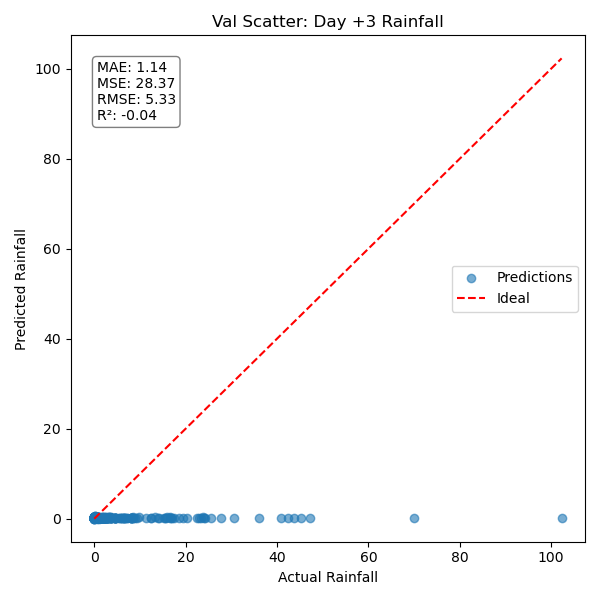 Val Scatter: Day +3 Rainfall
MAE: 1.14
MSE: 28.37
RMSE: 5.33
R²: -0.04
Predictions
Ideal
Predicted Rainfall
100
80
60
40
20
0
0 20 40 60 80 100
Actual Rainfall